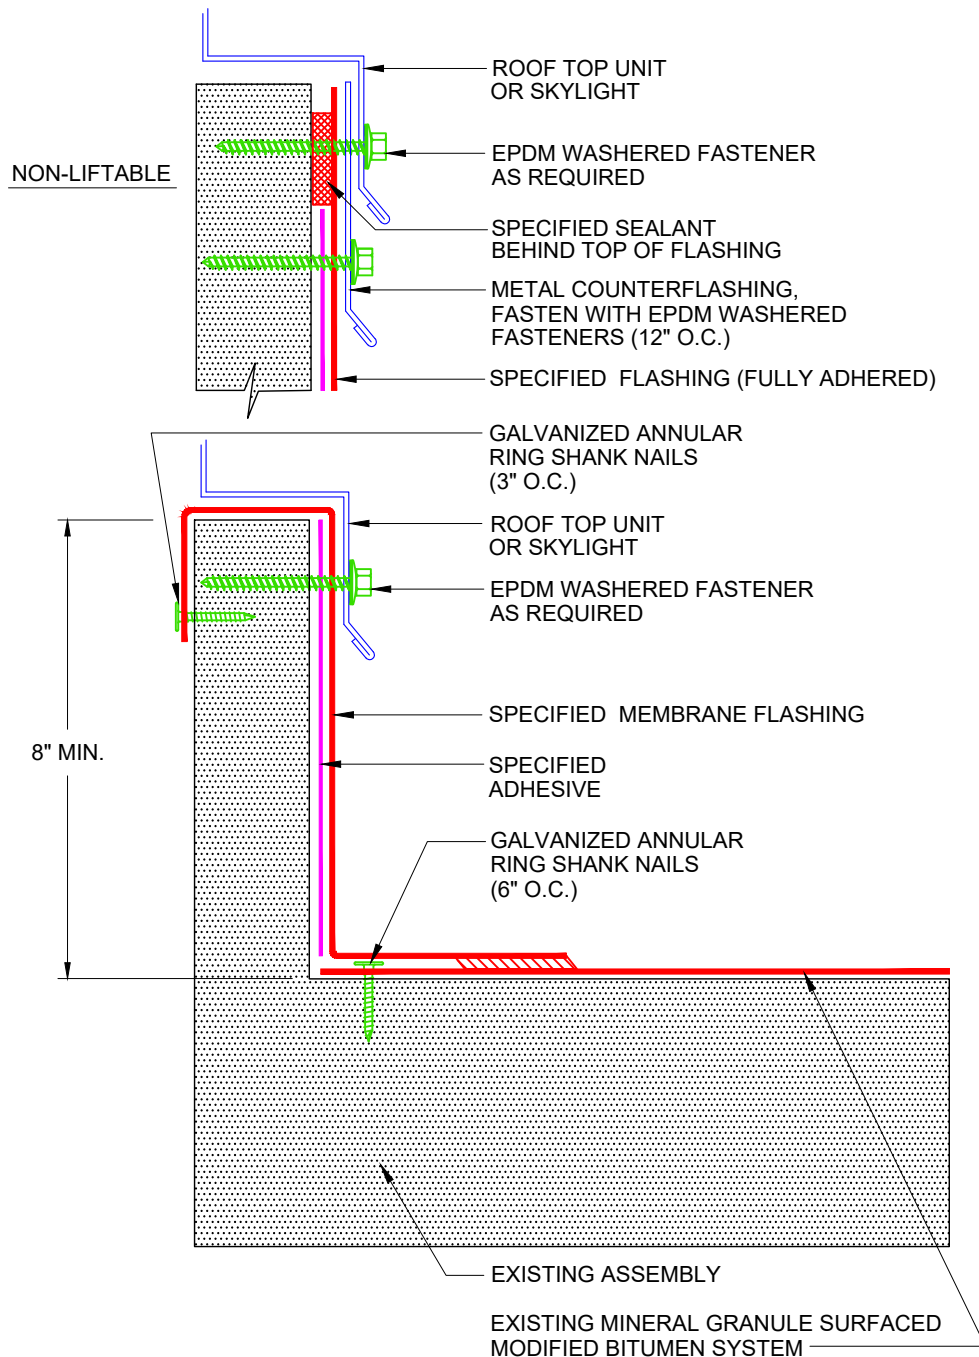 ROOF TOP UNIT
OR SKYLIGHT
EPDM WASHERED FASTENER
AS REQUIRED
NON-LIFTABLE
SPECIFIED SEALANT
BEHIND TOP OF FLASHING
METAL COUNTERFLASHING,
FASTEN WITH EPDM WASHERED
FASTENERS (12" O.C.)
SPECIFIED FLASHING (FULLY ADHERED)
GALVANIZED ANNULAR
RING SHANK NAILS
(3" O.C.)
ROOF TOP UNIT
OR SKYLIGHT
EPDM WASHERED FASTENER
AS REQUIRED
SPECIFIED MEMBRANE FLASHING
8" MIN.
SPECIFIED
ADHESIVE
GALVANIZED ANNULAR
RING SHANK NAILS
(6" O.C.)
EXISTING ASSEMBLY
EXISTING MINERAL GRANULE SURFACED
MODIFIED BITUMEN SYSTEM